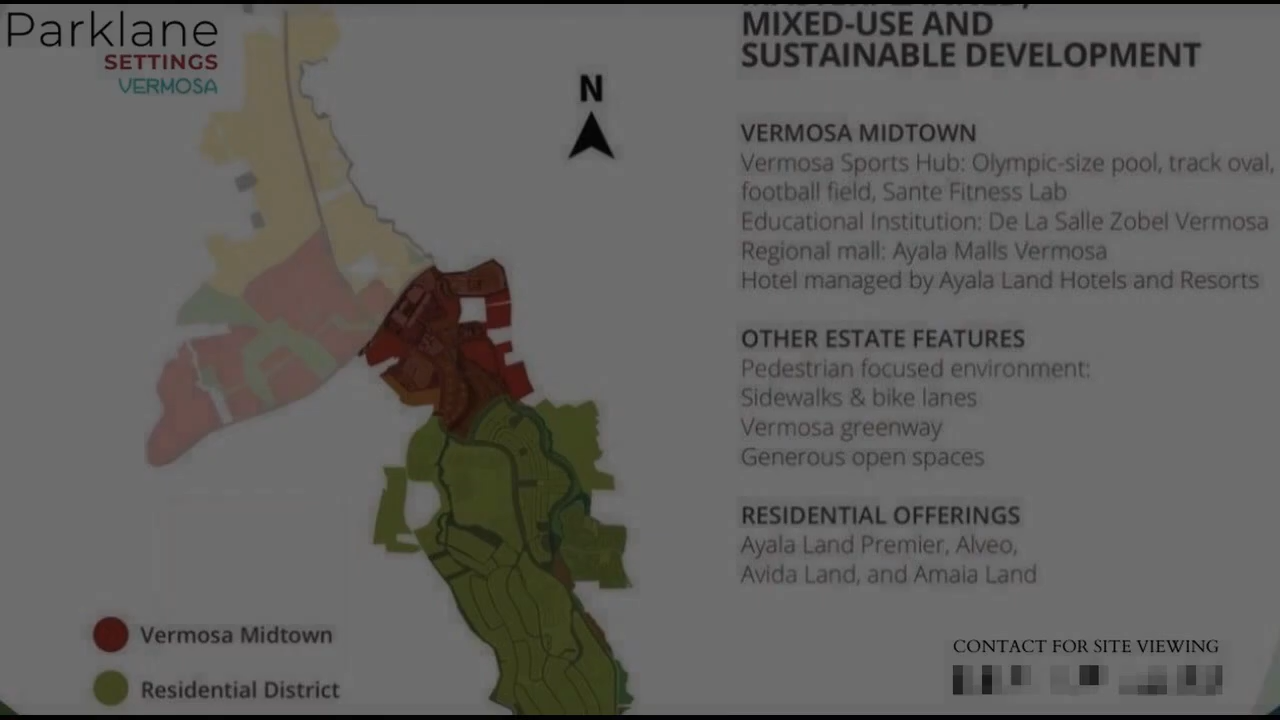 Parklane
SETTINGS
VERMOSA
N
MIXED-USE AND
SUSTAINABLE DEVELOPMENT
VERMOSA MIDTOWN
Vermosa Sports Hub: Olympic-size pool, track oval,
football field, Sante Fitness Lab
Educational Institution: De La Salle Zobel Vermosa
Regional mall: Ayala Malls Vermosa
Hotel managed by Ayala Land Hotels and Resorts
OTHER ESTATE FEATURES
Pedestrian focused environment:
Sidewalks & bike lanes
Vermosa greenway
Generous open spaces
RESIDENTIAL OFFERINGS
Ayala Land Premier, Alveo,
Avida Land, and Amaia Land
Vermosa Midtown
Residential District
CONTACT FOR SITE VIEWING